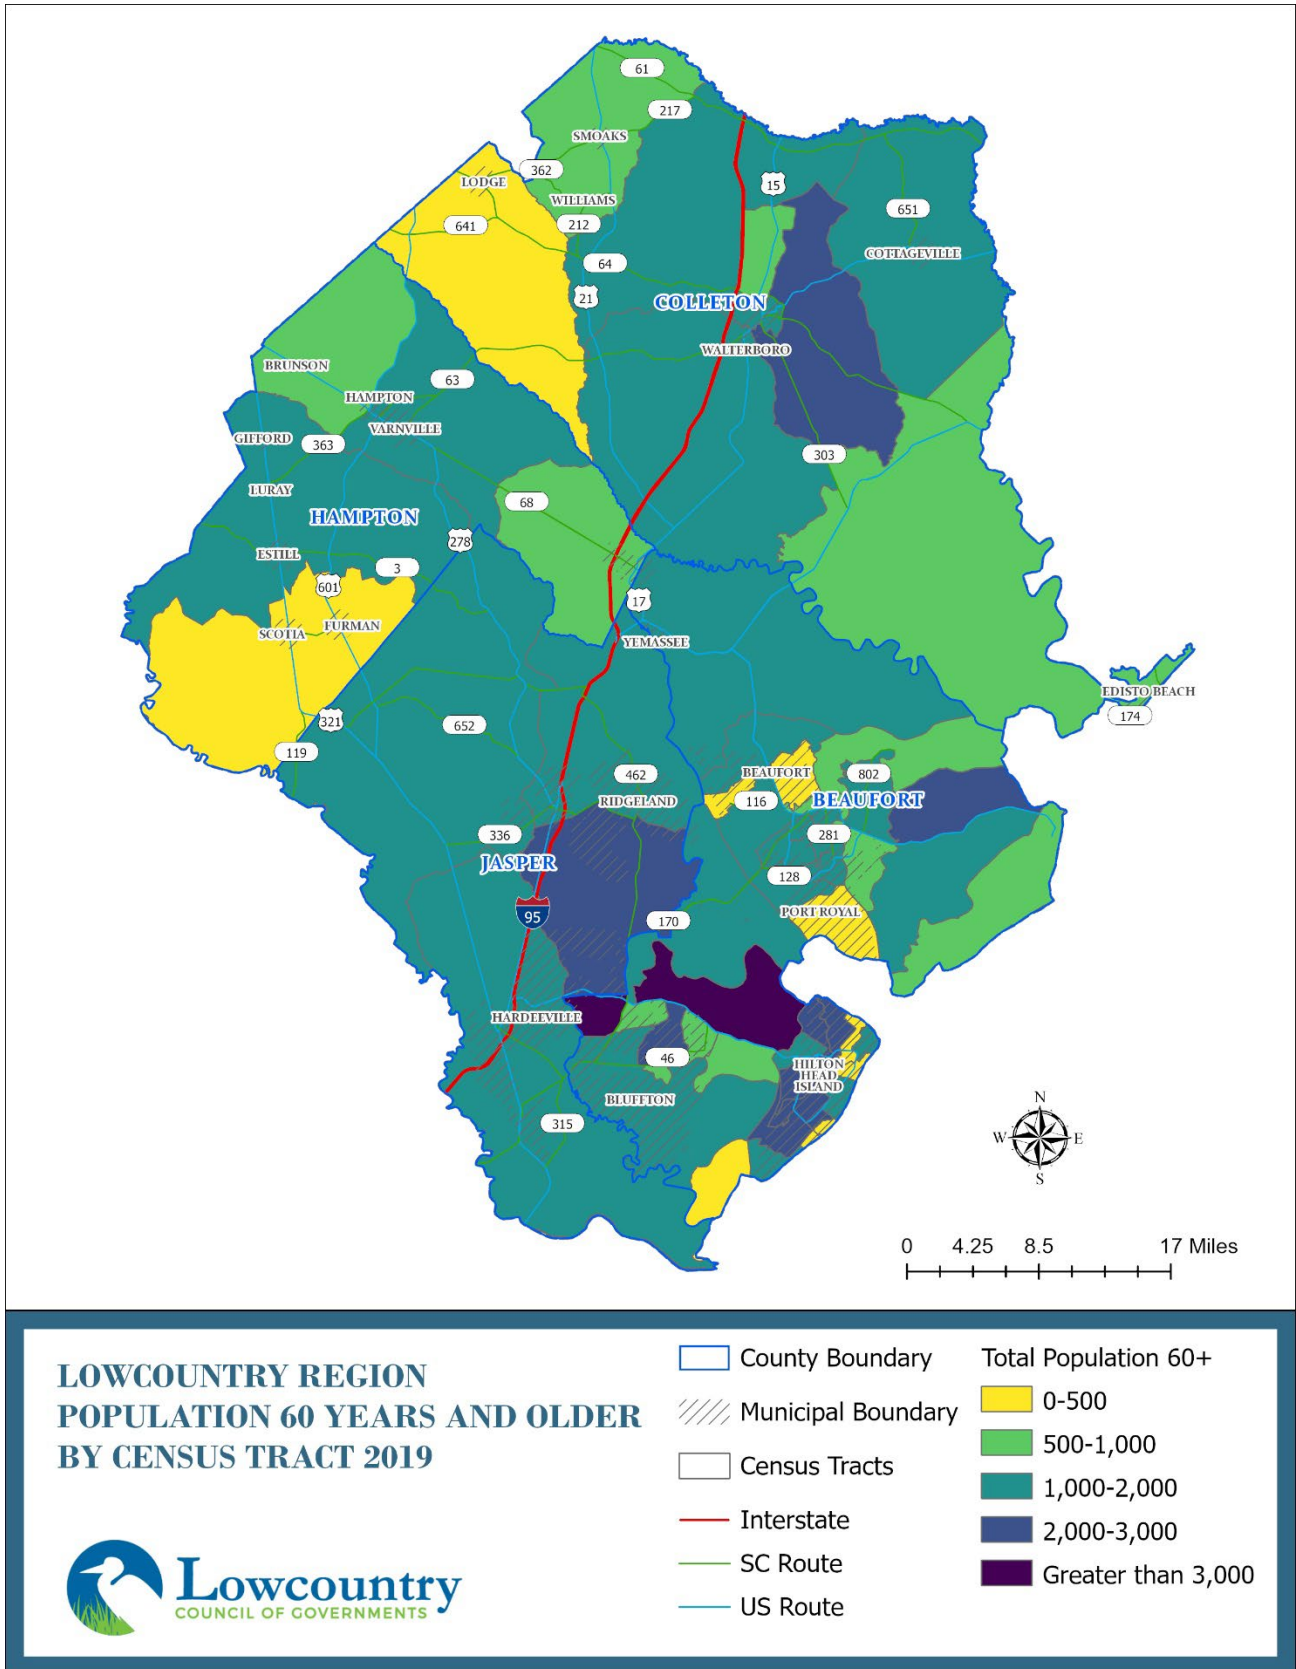 61
217
SMOAKS
362
LODGE
15
WILLIAMS
651
212
641
COTTAGEVILLE
64
21
COLLETON
WALTERBORO
BRUNSON
63
HAMPTON
VARNVILLE
GIFFORD
363
303
LURAY
68
HAMPTON
278
ESTILL
3
601
17
SCOTIA
FURMAN
YEMASSEE
EDISTO BEACH
174
321
652
119
462
BEAUFORT
802
RIDGELAND
116
BEAUFORT
336
281
JASPER
128
95
170
PORT ROYAL
HARDEEVILLE
46
HILTON
HEAD
ISLAND
BLUFFTON
315
N
W
E
S
0 4.25 8.5 17 Miles
LOWCOUNTRY REGION
POPULATION 60 YEARS AND OLDER
BY CENSUS TRACT 2019
Lowcountry
COUNCIL OF GOVERNMENTS
County Boundary
Municipal Boundary
Census Tracts
Interstate
SC Route
US Route
Total Population 60+
0-500
500-1,000
1,000-2,000
2,000-3,000
Greater than 3,000